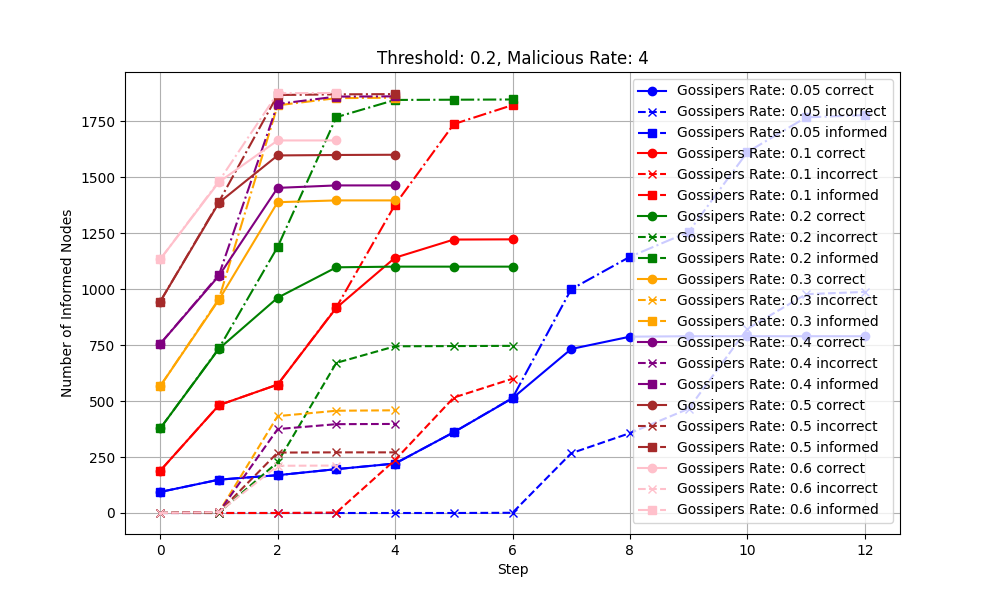 Threshold: 0.2, Malicious Rate: 4
Number of Informed Nodes
1750
1500
1250
1000
750
500
250
0
0
2
4
6
8
10
12
Step
Gossipers Rate: 0.05 correct
Gossipers Rate: 0.05 incorrect
Gossipers Rate: 0.05 informed
Gossipers Rate: 0.1 correct
Gossipers Rate: 0.1 incorrect
Gossipers Rate: 0.1 informed
Gossipers Rate: 0.2 correct
Gossipers Rate: 0.2 incorrect
Gossipers Rate: 0.2 informed
Gossipers Rate: 0.3 correct
Gossipers Rate: 0.3 incorrect
Gossipers Rate: 0.3 informed
Gossipers Rate: 0.4 correct
Gossipers Rate: 0.4 incorrect
Gossipers Rate: 0.4 informed
Gossipers Rate: 0.5 correct
Gossipers Rate: 0.5 incorrect
Gossipers Rate: 0.5 informed
Gossipers Rate: 0.6 correct
Gossipers Rate: 0.6 incorrect
Gossipers Rate: 0.6 informed